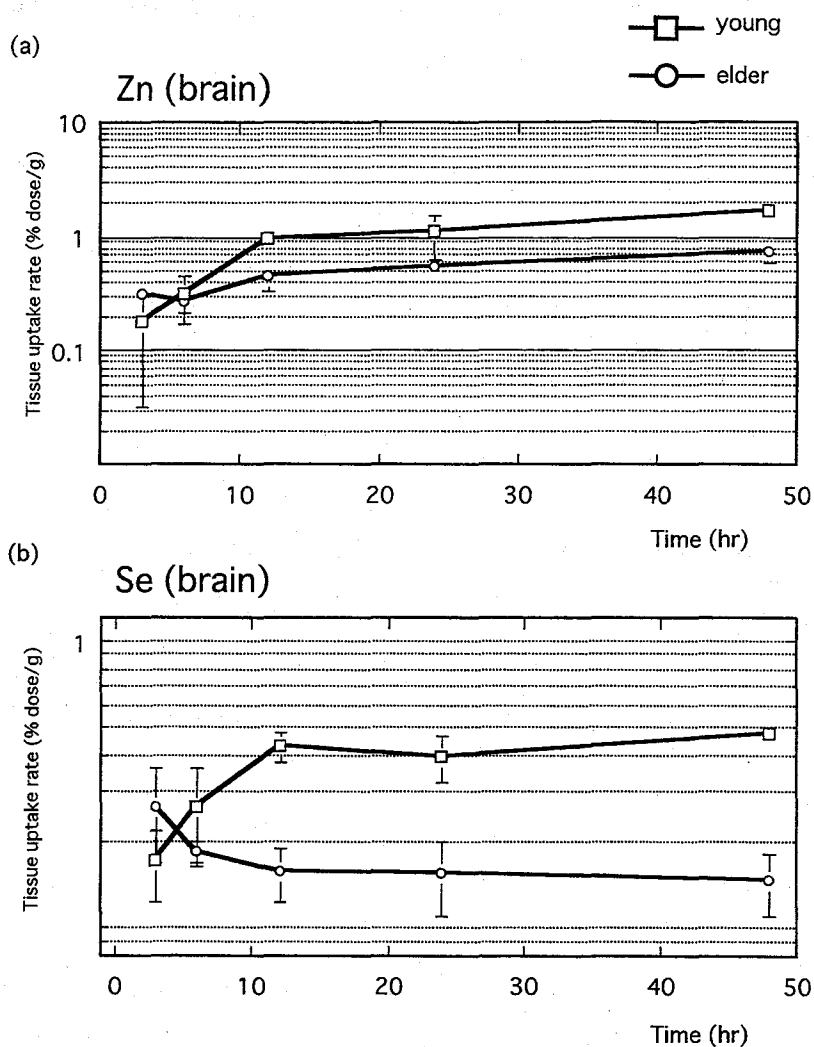 young
(a)
elder
Zn (brain)
10
1
0.1
Tissue uptake rate (% dose/g)
0 10 20 30 40 50
Time (hr)
(b)
Se (brain)
1
Tissue uptake rate (% dose/g)
0 10 20 30 40 50
Time (hr)